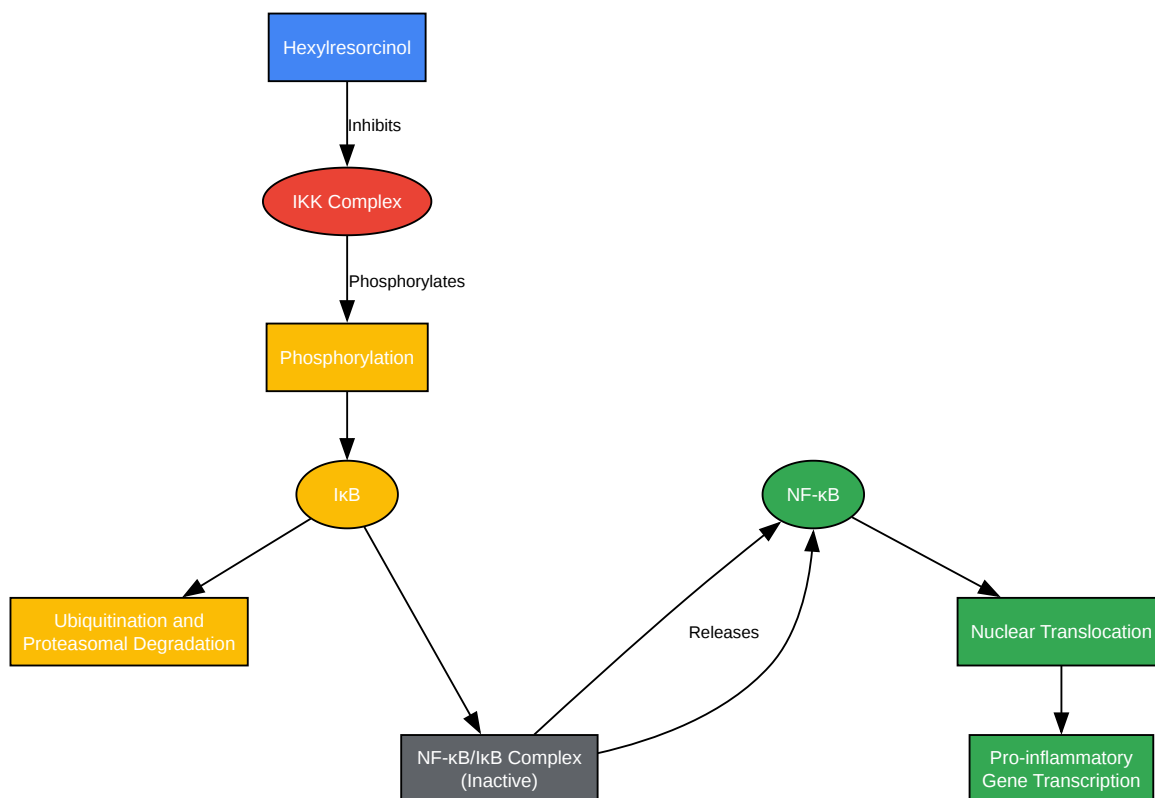 Hexylresorcinol
Inhibits
IKK Complex
Phosphorylates
Phosphorylation
IκB
NF-κB
Ubiquitination and
Proteasomal Degradation
Releases
Nuclear Translocation
NF-κB/IκB Complex
(Inactive)
Pro-inflammatory
Gene Transcription